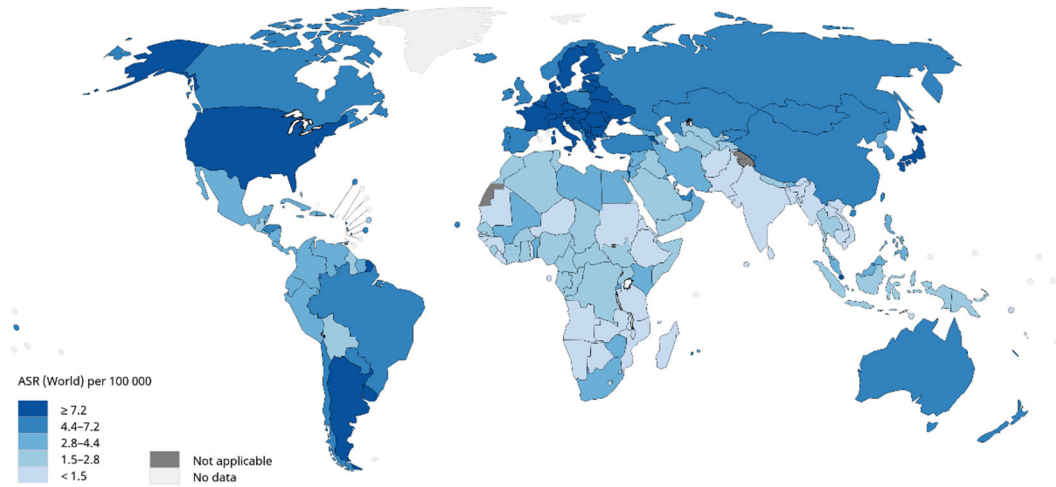 ASR (World) per 100 000
≥ 7.2
4.4–7.2
2.8–4.4
1.5–2.8
< 1.5
Not applicable
No data